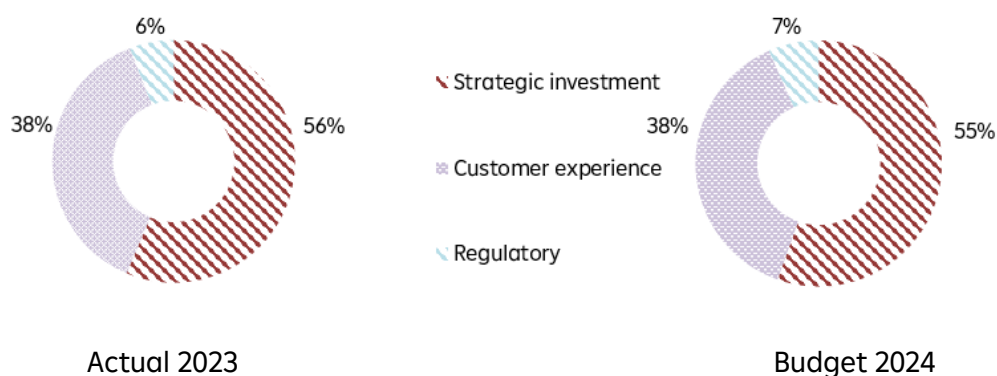 6%
38%
56%
Strategic investment
Customer experience
Regulatory
7%
38%
55%
Actual 2023
Budget 2024